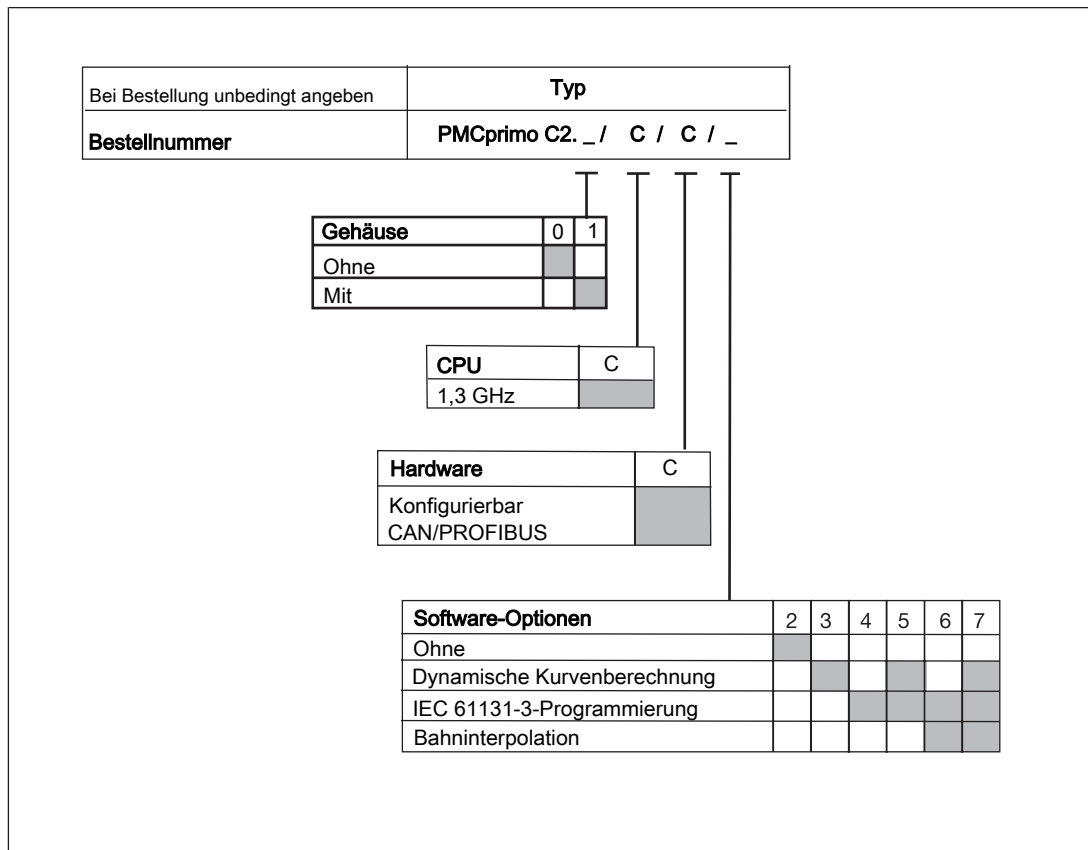 Bei Bestellung unbedingt angeben Typ
Bestellnummer PMCprimo C2. _ / C / C / _
Gehäuse 0 1
Ohne
Mit
CPU C
1,3 GHz
Hardware C
Konfigurierbar
CAN/PROFIBUS
Software-Optionen 2 3 4 5 6 7
Ohne
Dynamische Kurvenberechnung
IEC 61131-3-Programmierung
Bahninterpolation